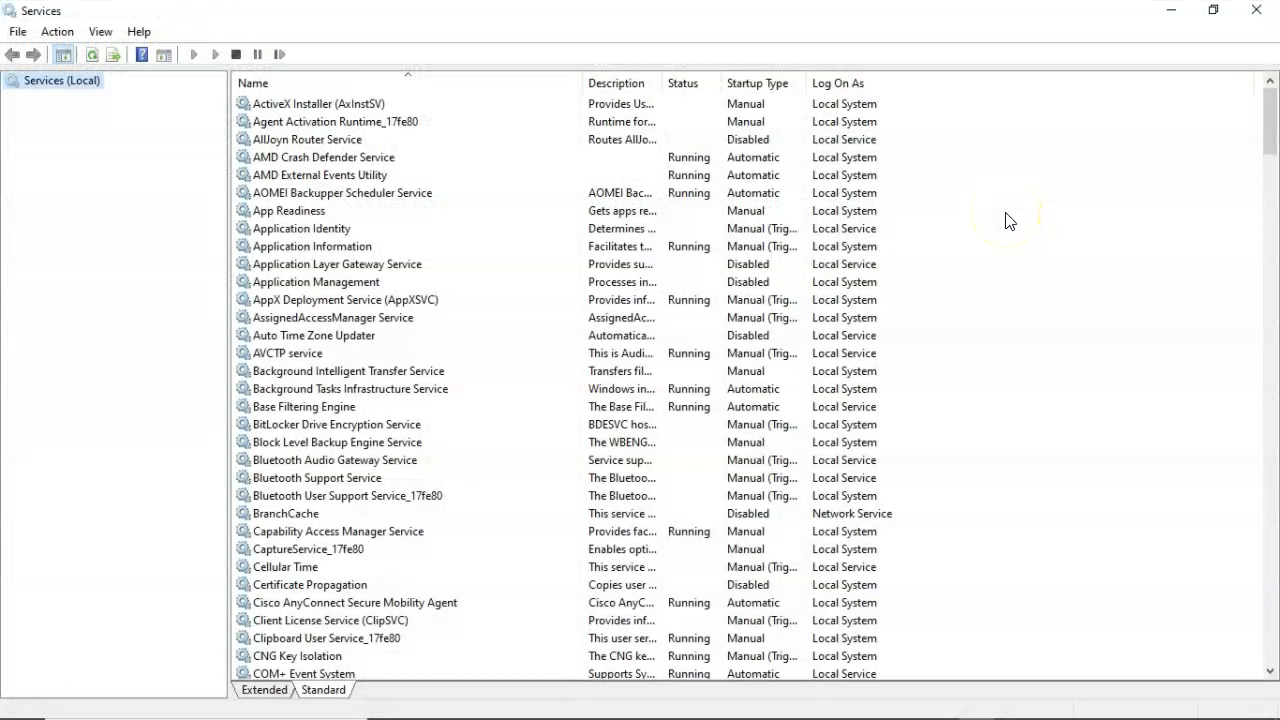 Services
File Action View Help
Services (Local)
Name Description Status Startup Type Log On As
ActiveX Installer (AxInstSV) Provides Us... Manual Local System
Agent Activation Runtime_17fe80 Runtime for... Manual Local System
AllJoyn Router Service Routes AllJo... Disabled Local Service
AMD Crash Defender Service Running Automatic Local System
AMD External Events Utility Running Automatic Local System
AOMEI Backupper Scheduler Service AOMEI Bac... Running Automatic Local System
App Readiness Gets apps re... Manual Local System
Application Identity Determines ... Manual (Trig... Local Service
Application Information Facilitates t... Running Manual (Trig... Local System
Application Layer Gateway Service Provides su... Disabled Local Service
Application Management Processes in... Disabled Local System
AppX Deployment Service (AppXSVC) Provides inf... Running Manual (Trig... Local System
AssignedAccessManager Service AssignedAc... Manual (Trig... Local System
Auto Time Zone Updater Automatica... Disabled Local Service
AVCTP service This is Audi... Running Manual (Trig... Local Service
Background Intelligent Transfer Service Transfers fil... Manual Local System
Background Tasks Infrastructure Service Windows in... Running Automatic Local System
Base Filtering Engine The Base Fil... Running Automatic Local Service
BitLocker Drive Encryption Service BDESVC hos... Manual (Trig... Local System
Block Level Backup Engine Service The WBENG... Manual Local System
Bluetooth Audio Gateway Service Service sup... Manual (Trig... Local Service
Bluetooth Support Service The Bluetoo... Manual (Trig... Local Service
Bluetooth User Support Service_17fe80 The Bluetoo... Manual (Trig... Local System
BranchCache This service ... Disabled Network Service
Capability Access Manager Service Provides fac... Running Manual Local System
CaptureService_17fe80 Enables opti... Manual Local System
Cellular Time This service ... Manual (Trig... Local Service
Certificate Propagation Copies user ... Disabled Local System
Cisco AnyConnect Secure Mobility Agent Cisco AnyC... Running Automatic Local System
Client License Service (ClipSVC) Provides inf... Manual (Trig... Local System
Clipboard User Service_17fe80 This user ser... Running Manual Local System
CNG Key Isolation The CNG ke... Running Manual (Trig... Local System
COM+ Event System Supports Sy... Running Automatic Local Service
Extended Standard